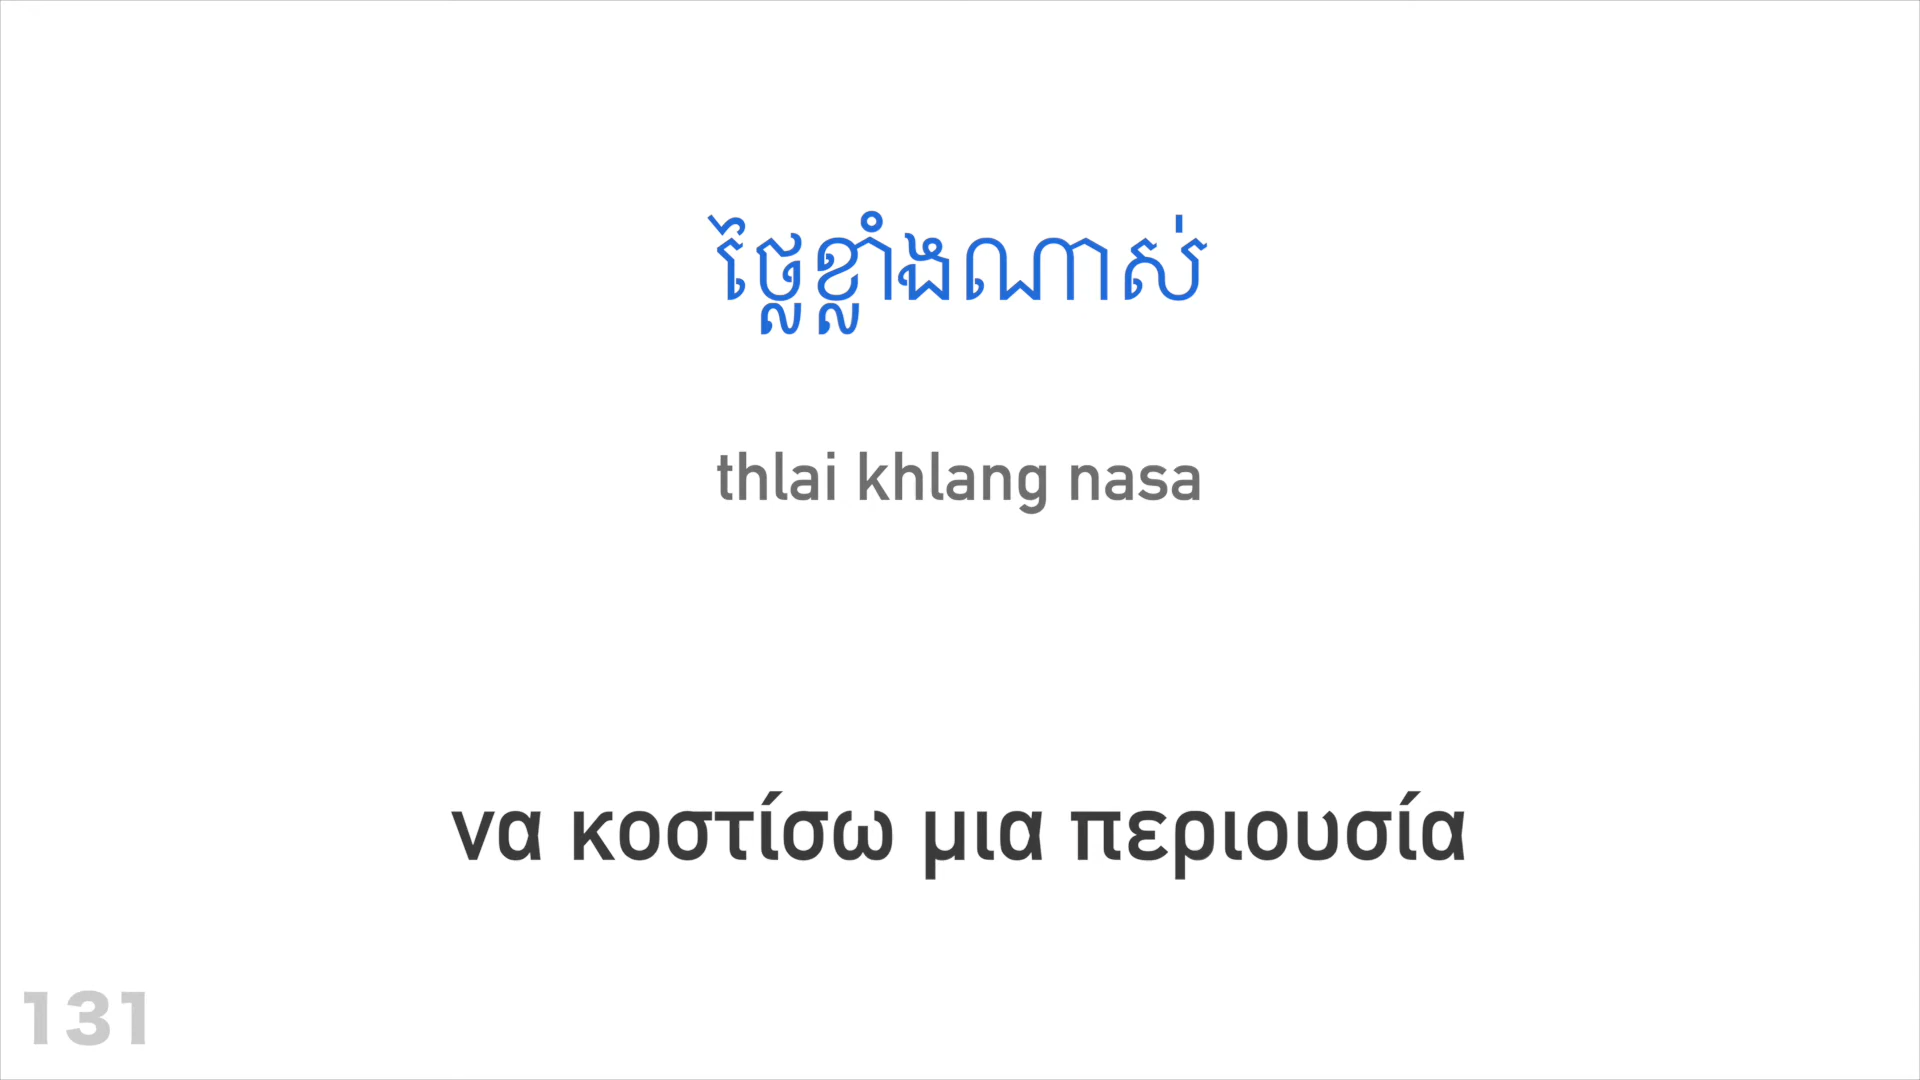 ថ្លៃខ្លាំងណាស់
thlai khlang nasa
να κοστίσω μια περιουσία
131